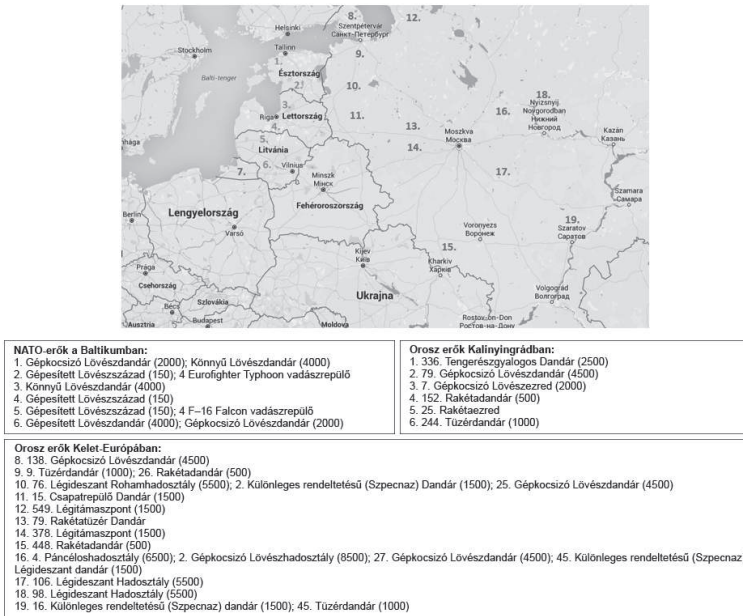 8.
12.
Helsinki
Szentpétervár
Санкт-Петербург
Stockholm
Tallinn
9.
1.
Balti-tenger
Észtország
2.
10.
18.
3.
16.
Nyizsnyij
Novgorodban
Нижний
Новгород
Riga
Lettország
11.
4.
13.
Kazán
Казань
5.
Moszkva
Москва
14.
nhága
Litvánia
6.
Vilnius
7.
Minszk
Мінск
17.
Szamara
Самара
Fehéroroszország
Lengyelország
Berlin
Varsó
Voronyezs
Воронеж
19.
Szaratov
Саратов
15.
Prága
Kijev
Київ
Kharkiv
Харків
Csehország
Szlovákia
Ukrajna
Volgográd
Волгоград
Bécs
Budapest
Ausztria
Moldova
Rostov-on-Don
Ростов-на-Дону
NATO-erők a Baltikumban:
1. Gépkocsizó Lövészdandár (2000); Könnyű Lövészdandár (4000)
2. Gépesített Lövészszázad (150); 4 Eurofighter Typhoon vadászrepülő
3. Könnyű Lövészdandár (4000)
4. Gépesített Lövészszázad (150)
5. Gépesített Lövészszázad (150); 4 F–16 Falcon vadászrepülő
6. Gépesített Lövészdandár (4000); Gépkocsizó Lövészdandár (2000)
Orosz erők Kalinyingrádban:
1. 336. Tengerészgyalogos Dandár (2500)
2. 79. Gépkocsizó Lövészdandár (4500)
3. 7. Gépkocsizó Lövészezred (2000)
4. 152. Rakétadandár (500)
5. 25. Rakétaezred
6. 244. Tüzérdandár (1000)
Orosz erők Kelet-Európában:
8. 138. Gépkocsizó Lövészdandár (4500)
9. 9. Tüzérdandár (1000); 26. Rakétadandár (500)
10. 76. Légideszant Rohamhadosztály (5500); 2. Különleges rendeltetésű (Szpecnaz) Dandár (1500); 25. Gépkocsizó Lövészdandár (4500)
11. 15. Csapatrepülő Dandár (1500)
12. 549. Légitámaszpont (1500)
13. 79. Rakétatüzér Dandár
14. 378. Légitámaszpont (1500)
15. 448. Rakétadandár (500)
16. 4. Páncéloshadosztály (6500); 2. Gépkocsizó Lövészhadosztály (8500); 27. Gépkocsizó Lövészdandár (4500); 45. Különleges rendeltetésű (Szpecnaz)
Légideszant dandár (1500)
17. 106. Légideszant Hadosztály (5500)
18. 98. Légideszant Hadosztály (5500)
19. 16. Különleges rendeltetésű (Szpecnaz) dandár (1500); 45. Tüzérdandár (1000)